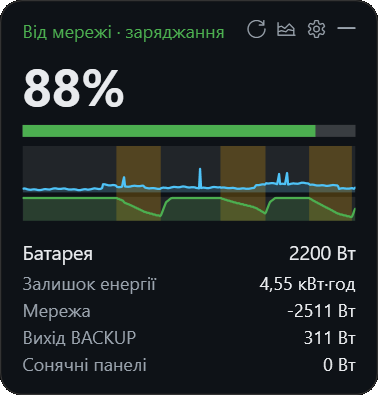 Від мережі · заряджання
88%
Батарея 2200 Вт
Залишок енергії 4,55 кВт·год
Мережа -2511 Вт
Вихід BACKUP 311 Вт
Сонячні панелі 0 Вт